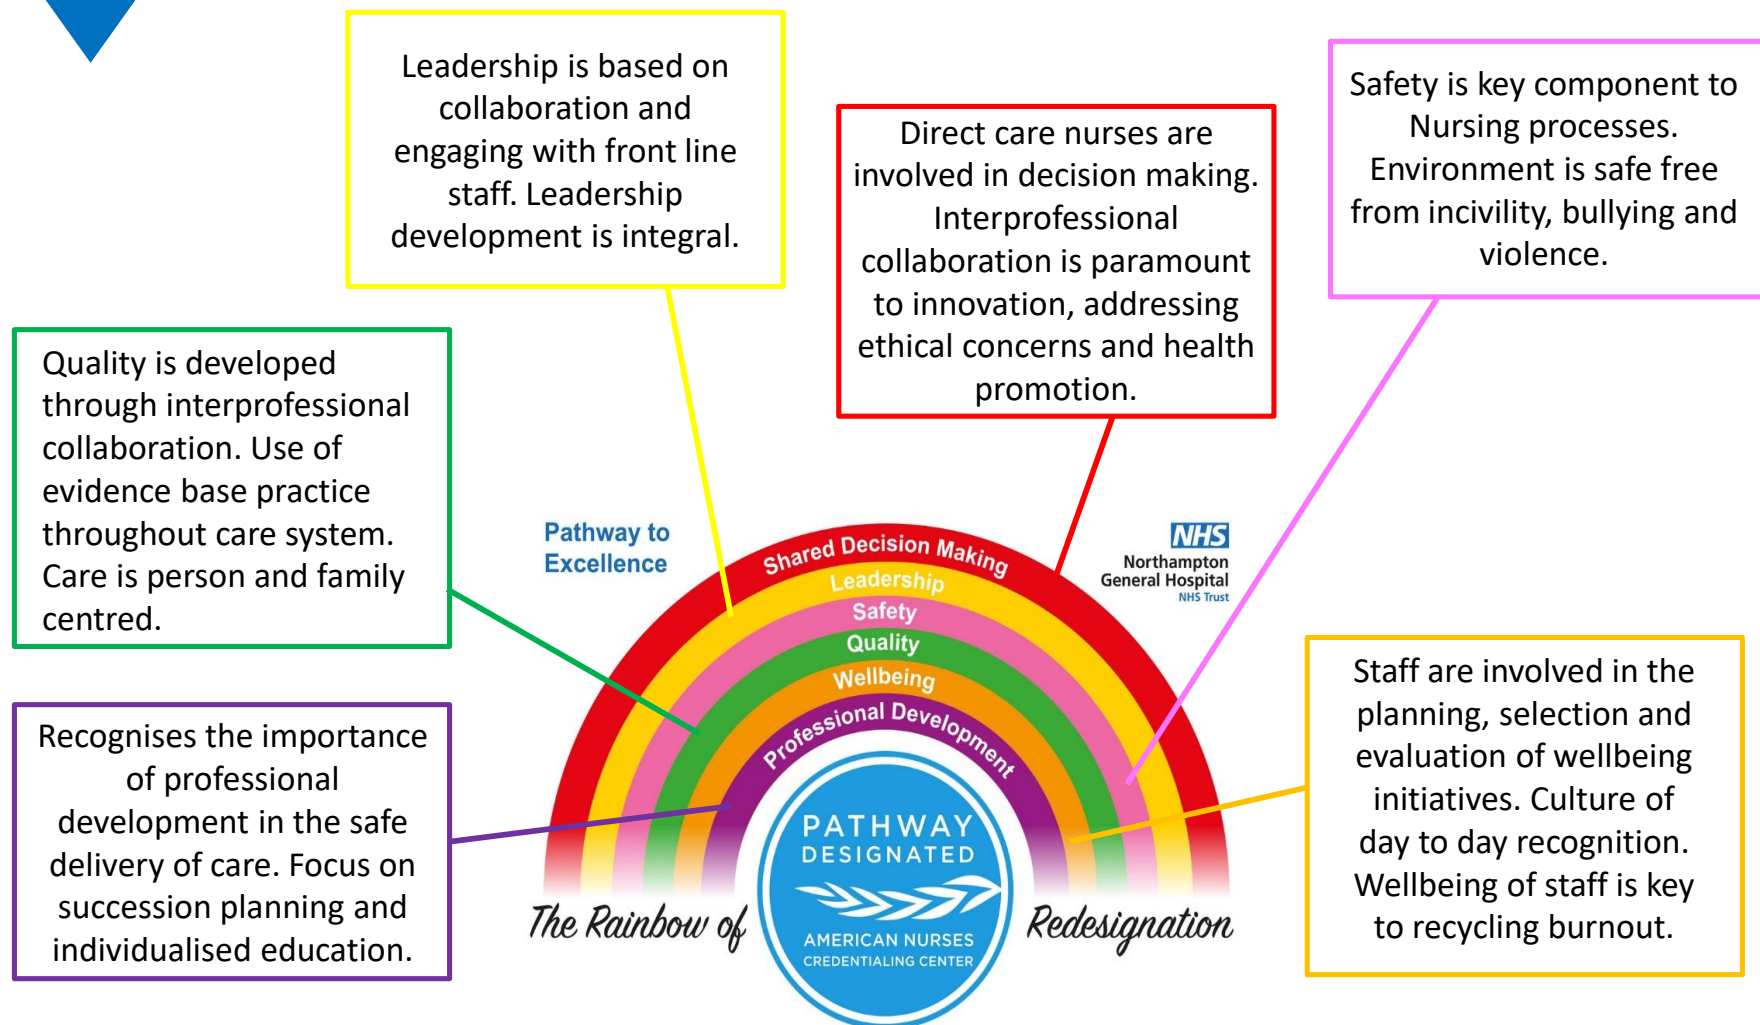 Leadership is based on
collaboration and
engaging with front line
staff. Leadership
development is integral.
Direct care nurses are
involved in decision making.
Interprofessional
collaboration is paramount
to innovation, addressing
ethical concerns and health
promotion.
Safety is key component to
Nursing processes.
Environment is safe free
from incivility, bullying and
violence.
Quality is developed
through interprofessional
collaboration. Use of
evidence base practice
throughout care system.
Care is person and family
centred.
Pathway to
Excellence
NHS
Northampton
General Hospital
NHS Trust
Shared Decision Making
Leadership
Safety
Quality
Wellbeing
Professional Development
Recognises the importance
of professional
development in the safe
delivery of care. Focus on
succession planning and
individualised education.
Staff are involved in the
planning, selection and
evaluation of wellbeing
initiatives. Culture of
day to day recognition.
Wellbeing of staff is key
to recycling burnout.
PATHWAY
DESIGNATED
The Rainbow of
Redesignation
AMERICAN NURSES
CREDENTIALING CENTER